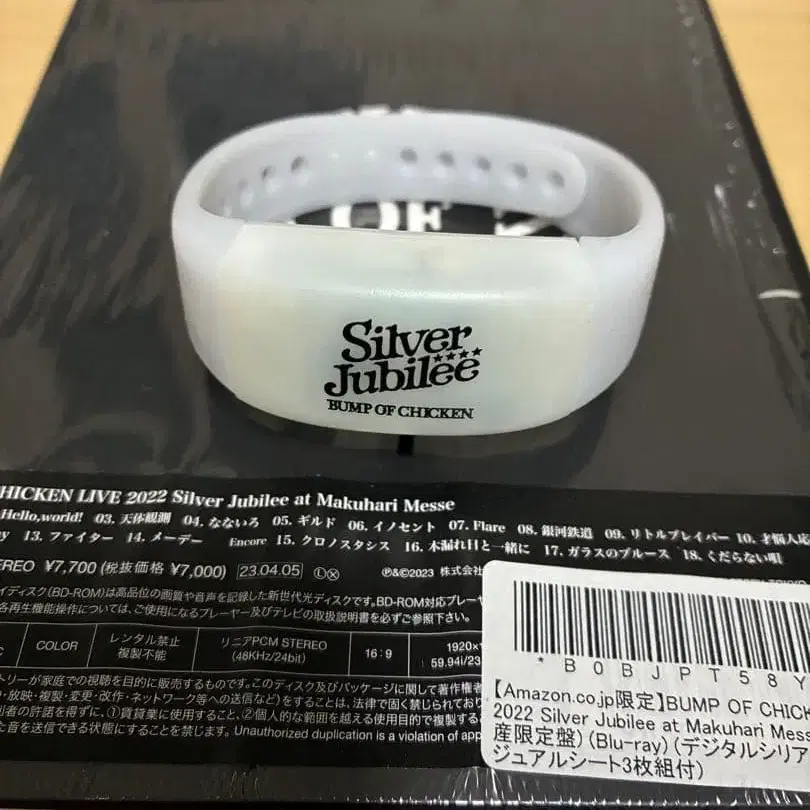 OF
Silver
Jubilee
BUMP OF CHICKEN
HICKEN LIVE 2022 Silver Jubilee at Makuhari Messe
Hello,world! 03. 天体観測 04. なないろ 05. ギルド 06. イノセント 07. Flare 08. 銀河鉄道 09. リトルブレイバー 10. 才悩人応
13. ファイター 14. メーデー Encore 15. クロノスタシス 16. 木漏れ日と一緒に 17. ガラスのブルース 18. くだらない唄
EREO ¥7,700 (税抜価格 ¥7,000) 23.04.05 ℗&©2023 株式会社
イディスク(BD-ROM)は高品位の画質や音声を記録した新世代光ディスクです。BD-ROM対応プレーヤ
各再生機能操作については、ご使用になるプレーヤー及びテレビの取扱説明書を必ずご参照下さい。
C COLOR レンタル禁止 複製不能 リニアPCM STEREO (48KHz/24bit) 16:9 1920× 59.94i/23
トリーが家庭での視聴を目的に販売するものです。このディスク及びパッケージに関して著作権者
・放映・複製・変更・改作・ネットワーク等への送信など)をすることは、法律で固く禁じられており
利者の許諾を得ずに、①賃貸業に使用すること、②個人的な範囲を超える使用目的で複製する
た音を送信できる状態にすることを禁じます。Unauthorized duplication is a violation of app
*B0BJPT58Y
【Amazon.co.jp限定】BUMP OF CHICK
2022 Silver Jubilee at Makuhari Mess
産限定盤) (Blu-ray) (デジタルシリア
ジュアルシート3枚組付)